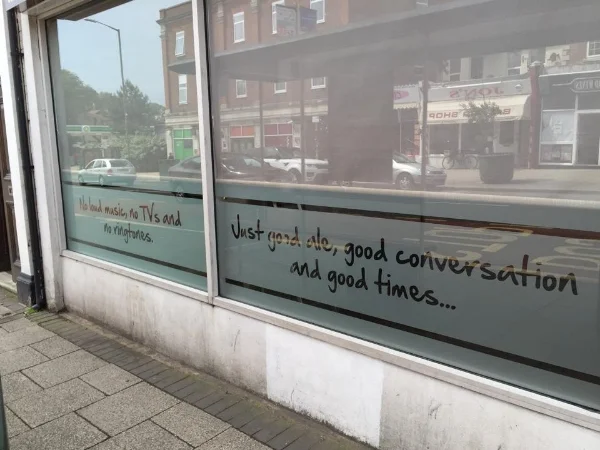 No loud music, no TVs and
no ringtones.
Just good ale, good conversation
and good times...